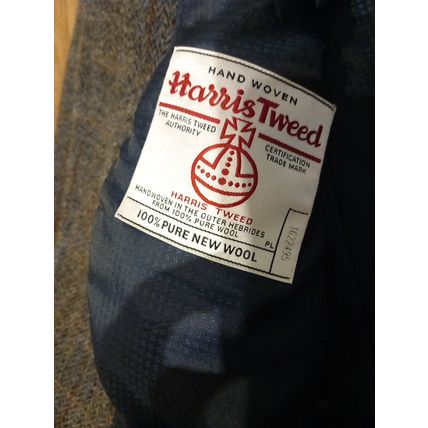 HAND WOVEN
Harris Tweed
THE HARRIS TWEED
AUTHORITY
CERTIFICATION
TRADE MARK
HARRIS TWEED
HANDWOVEN IN THE OUTER HEBRIDES
FROM 100% PURE WOOL
100% PURE NEW WOOL
PL
1622495